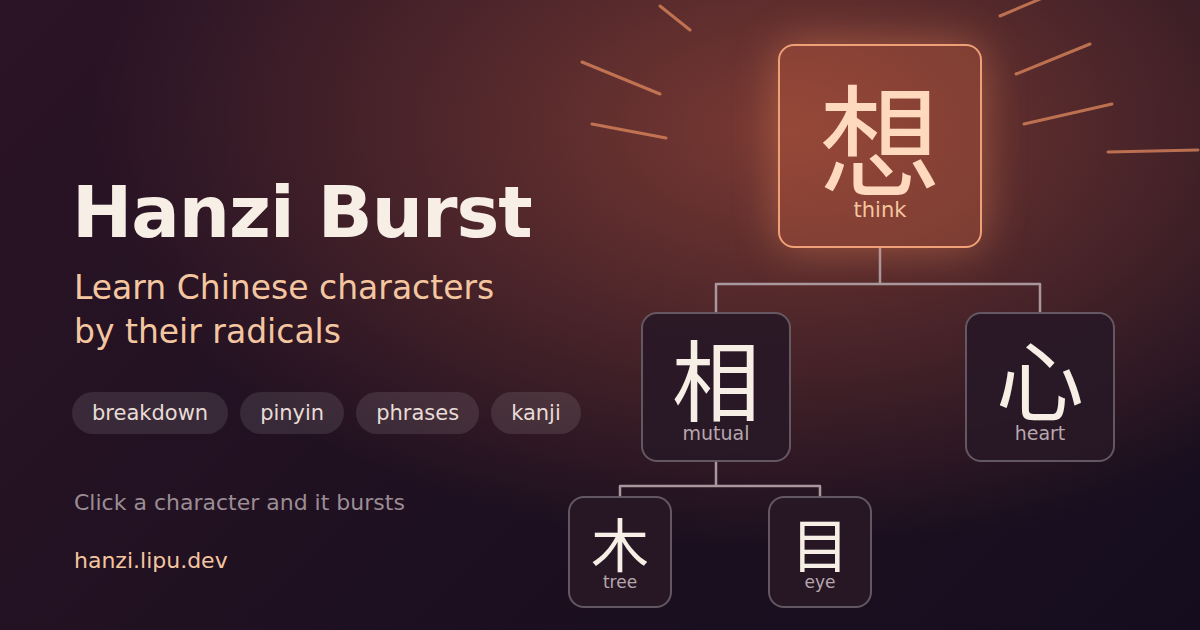 Hanzi Burst
Learn Chinese characters
by their radicals
breakdown
pinyin
phrases
kanji
Click a character and it bursts
hanzi.lipu.dev
想
think
相
mutual
心
heart
木
tree
目
eye